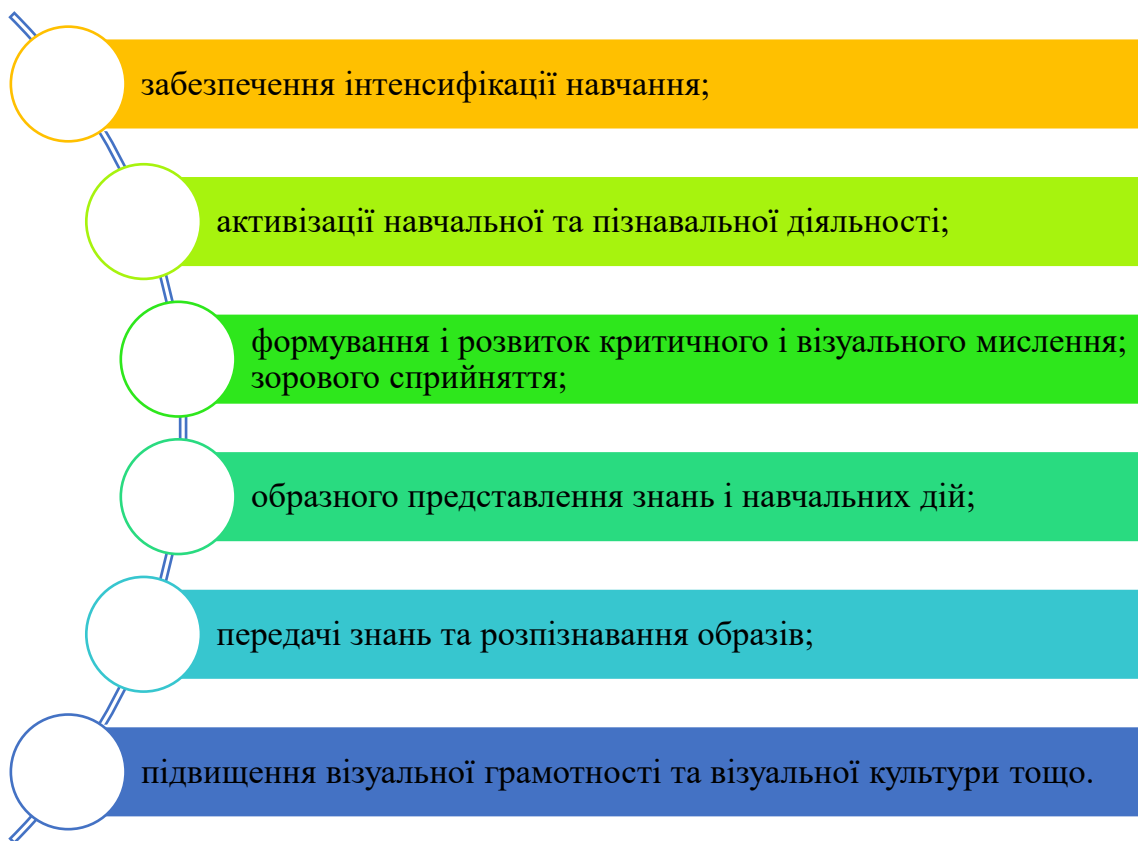 забезпечення інтенсифікації навчання;
активізації навчальної та пізнавальної діяльності;
формування і розвиток критичного і візуального мислення;
зорового сприйняття;
образного представлення знань і навчальних дій;
передачі знань та розпізнавання образів;
підвищення візуальної грамотності та візуальної культури тощо.